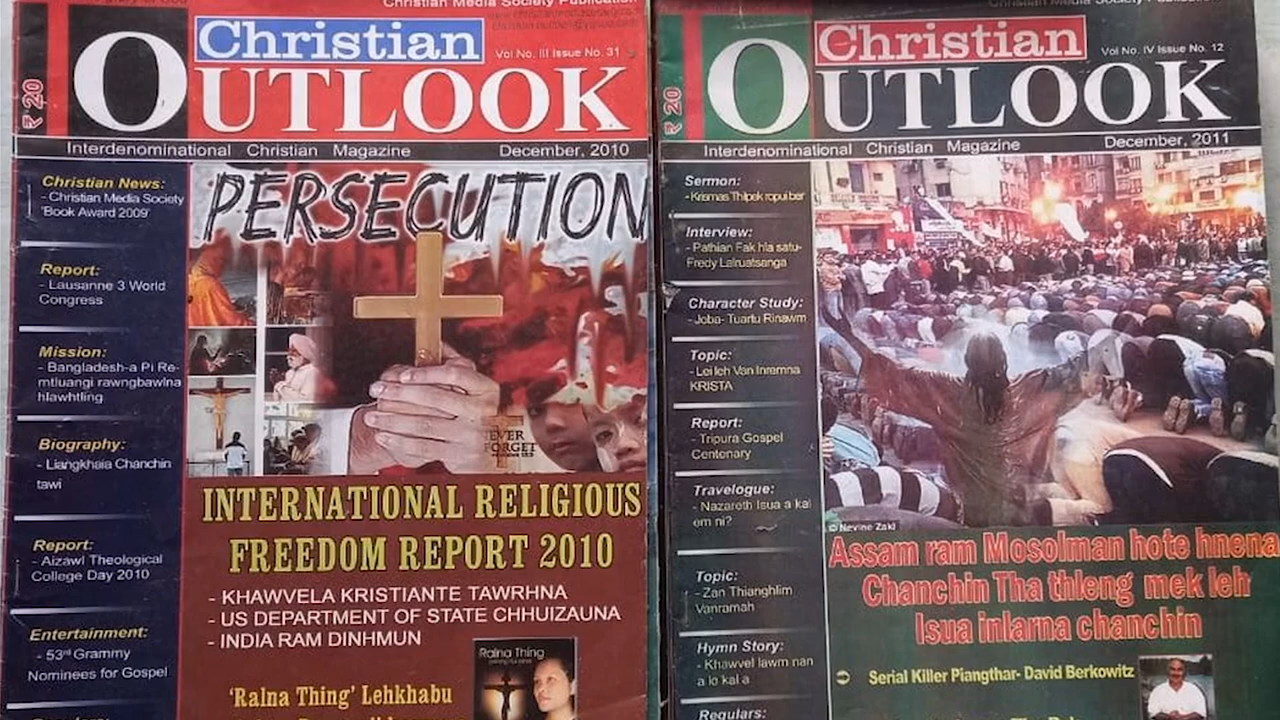 Christian Media Society Publication
Christian
Vol No. III Issue No. 31
OUTLOOK
₹ 20
Interdenominational Christian Magazine
December, 2010
Christian News:
- Christian Media Society
'Book Award 2009'
Report:
- Lausanne 3 World
Congress
Mission:
- Bangladesh-a Pi Re-
mtluangi rawngbawlna
hlawhtling
Biography:
- Liangkhaia Chanchin
tawi
Report:
- Aizawl Theological
College Day 2010
Entertainment:
- 53rd Grammy
Nominees for Gospel
PERSECUTION
FORGET
INTERNATIONAL RELIGIOUS
FREEDOM REPORT 2010
- KHAWVELA KRISTIANTE TAWRHNA
- US DEPARTMENT OF STATE CHHUIZAUNA
- INDIA RAM DINHMUN
'Ralna Thing' Lehkhabu
Ralna Thing
Christian Media Society Publication
Christian
Vol No. IV Issue No. 12
OUTLOOK
₹ 20
Interdenominational Christian Magazine
December, 2011
Sermon:
- Krismas Thilpek ropui ber
Interview:
- Pathian Fak hla satu-
Fredy Lalruatsanga
Character Study:
- Joba- Tuartu Rinawm
Topic:
- Lei leh Van Inremna
KRISTA
Report:
- Tripura Gospel
Centenary
Travelogue:
- Nazareth Isua a kal
em ni?
Topic:
- Zan Thianghlim
Vanramah
Hymn Story:
- Khawvel lawm nan
a lo kal a
Regulars:
© Nevine Zaki
Assam ram Mosolman hote hnena
Chanchin Tha thleng mek leh
Isua inlarna chanchin
Serial Killer Piangthar- David Berkowitz